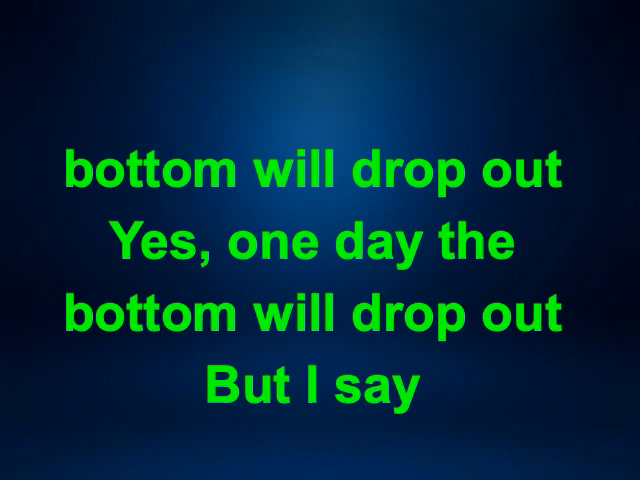 bottom will drop out
Yes, one day the
bottom will drop out
But I say